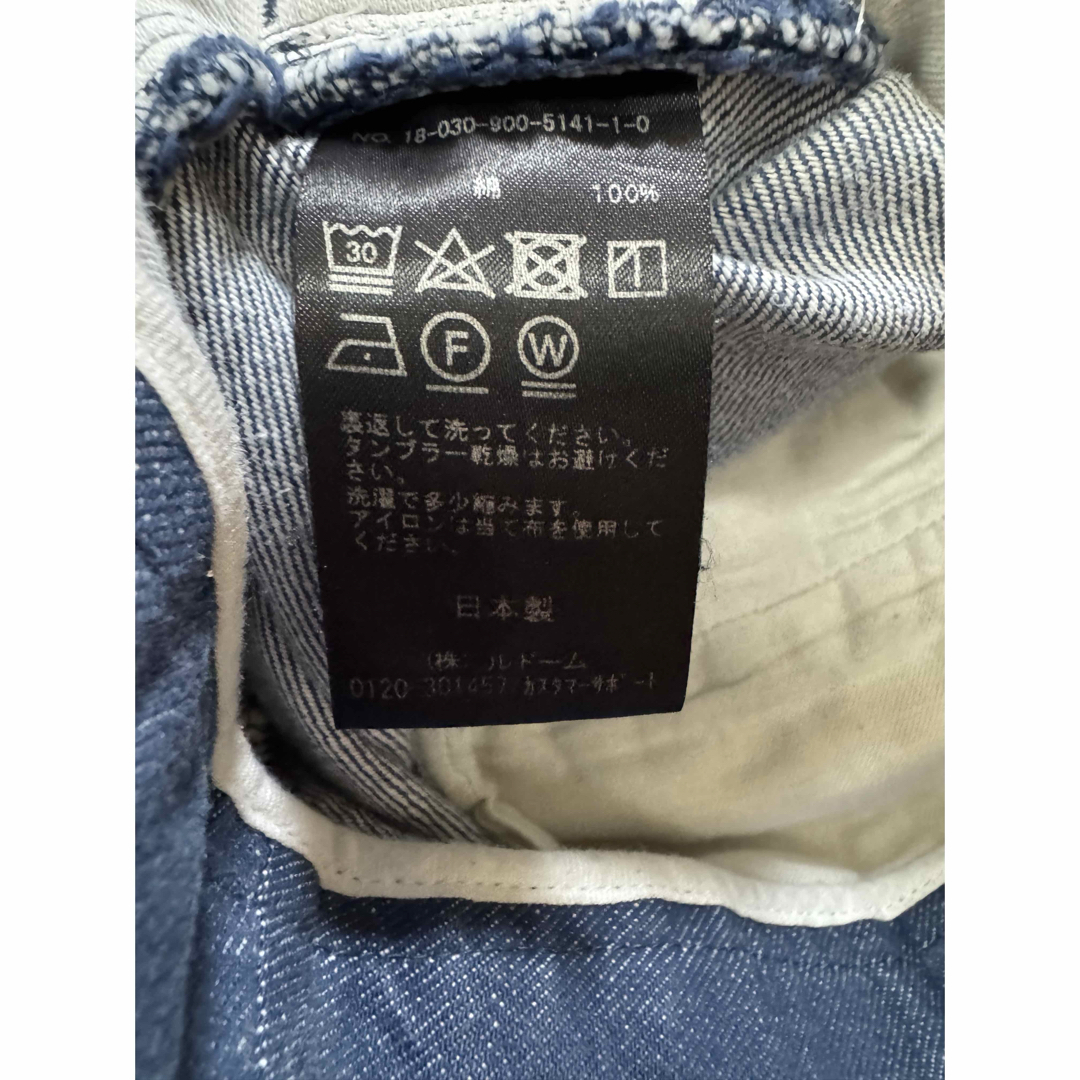 NO. 18-030-900-5141-1-0
綿 100%
30
F W
裏返して洗ってください。
タンブラー乾燥はお避けくだ
さい。
洗濯で多少縮みます。
アイロンは当て布を使用して
ください。
日本製
(株) ルドーム
0120 301457 カスタマーサポート